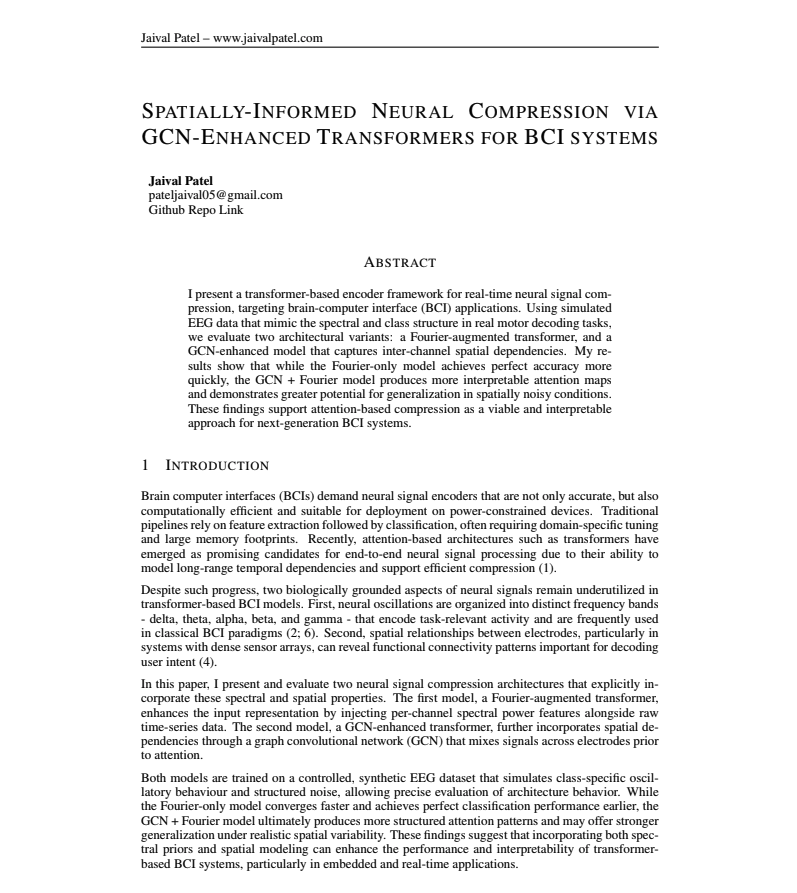 Jaival Patel – www.jaivalpatel.com
SPATIALLY-INFORMED NEURAL COMPRESSION VIA
GCN-ENHANCED TRANSFORMERS FOR BCI SYSTEMS
Jaival Patel
pateljaival05@gmail.com
Github Repo Link
ABSTRACT
I present a transformer-based encoder framework for real-time neural signal com-
pression, targeting brain-computer interface (BCI) applications. Using simulated
EEG data that mimic the spectral and class structure in real motor decoding tasks,
we evaluate two architectural variants: a Fourier-augmented transformer, and a
GCN-enhanced model that captures inter-channel spatial dependencies. My re-
sults show that while the Fourier-only model achieves perfect accuracy more
quickly, the GCN + Fourier model produces more interpretable attention maps
and demonstrates greater potential for generalization in spatially noisy conditions.
These findings support attention-based compression as a viable and interpretable
approach for next-generation BCI systems.
1 INTRODUCTION
Brain computer interfaces (BCIs) demand neural signal encoders that are not only accurate, but also
computationally efficient and suitable for deployment on power-constrained devices. Traditional
pipelines rely on feature extraction followed by classification, often requiring domain-specific tuning
and large memory footprints. Recently, attention-based architectures such as transformers have
emerged as promising candidates for end-to-end neural signal processing due to their ability to
model long-range temporal dependencies and support efficient compression (1).
Despite such progress, two biologically grounded aspects of neural signals remain underutilized in
transformer-based BCI models. First, neural oscillations are organized into distinct frequency bands
- delta, theta, alpha, beta, and gamma - that encode task-relevant activity and are frequently used
in classical BCI paradigms (2; 6). Second, spatial relationships between electrodes, particularly in
systems with dense sensor arrays, can reveal functional connectivity patterns important for decoding
user intent (4).
In this paper, I present and evaluate two neural signal compression architectures that explicitly in-
corporate these spectral and spatial properties. The first model, a Fourier-augmented transformer,
enhances the input representation by injecting per-channel spectral power features alongside raw
time-series data. The second model, a GCN-enhanced transformer, further incorporates spatial de-
pendencies through a graph convolutional network (GCN) that mixes signals across electrodes prior
to attention.
Both models are trained on a controlled, synthetic EEG dataset that simulates class-specific oscil-
latory behaviour and structured noise, allowing precise evaluation of architecture behavior. While
the Fourier-only model converges faster and achieves perfect classification performance earlier, the
GCN + Fourier model ultimately produces more structured attention patterns and may offer stronger
generalization under realistic spatial variability. These findings suggest that incorporating both spec-
tral priors and spatial modeling can enhance the performance and interpretability of transformer-
based BCI systems, particularly in embedded and real-time applications.